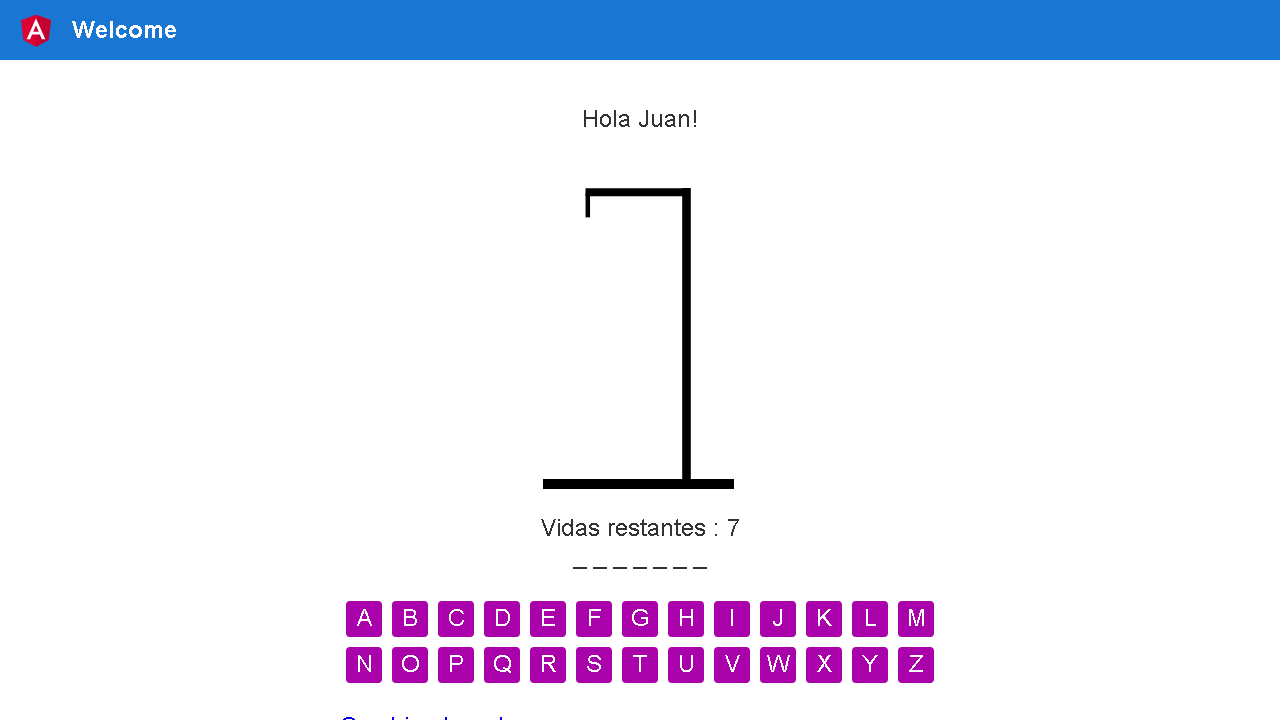 Welcome
Hola Juan!
Vidas restantes : 7
_ _ _ _ _ _ _
A B C D E F G H I J K L M
N O P Q R S T U V W X Y Z